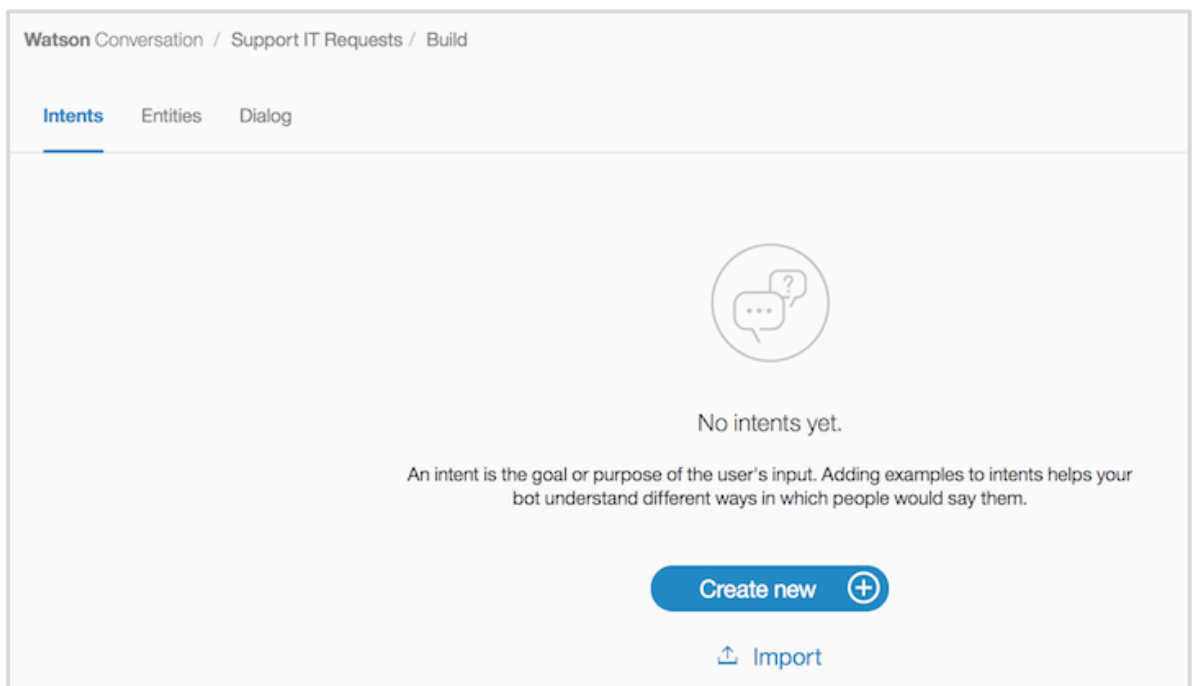 Watson Conversation / Support IT Requests / Build
Intents Entities Dialog
?
No intents yet.
An intent is the goal or purpose of the user's input. Adding examples to intents helps your
bot understand different ways in which people would say them.
Create new
Import